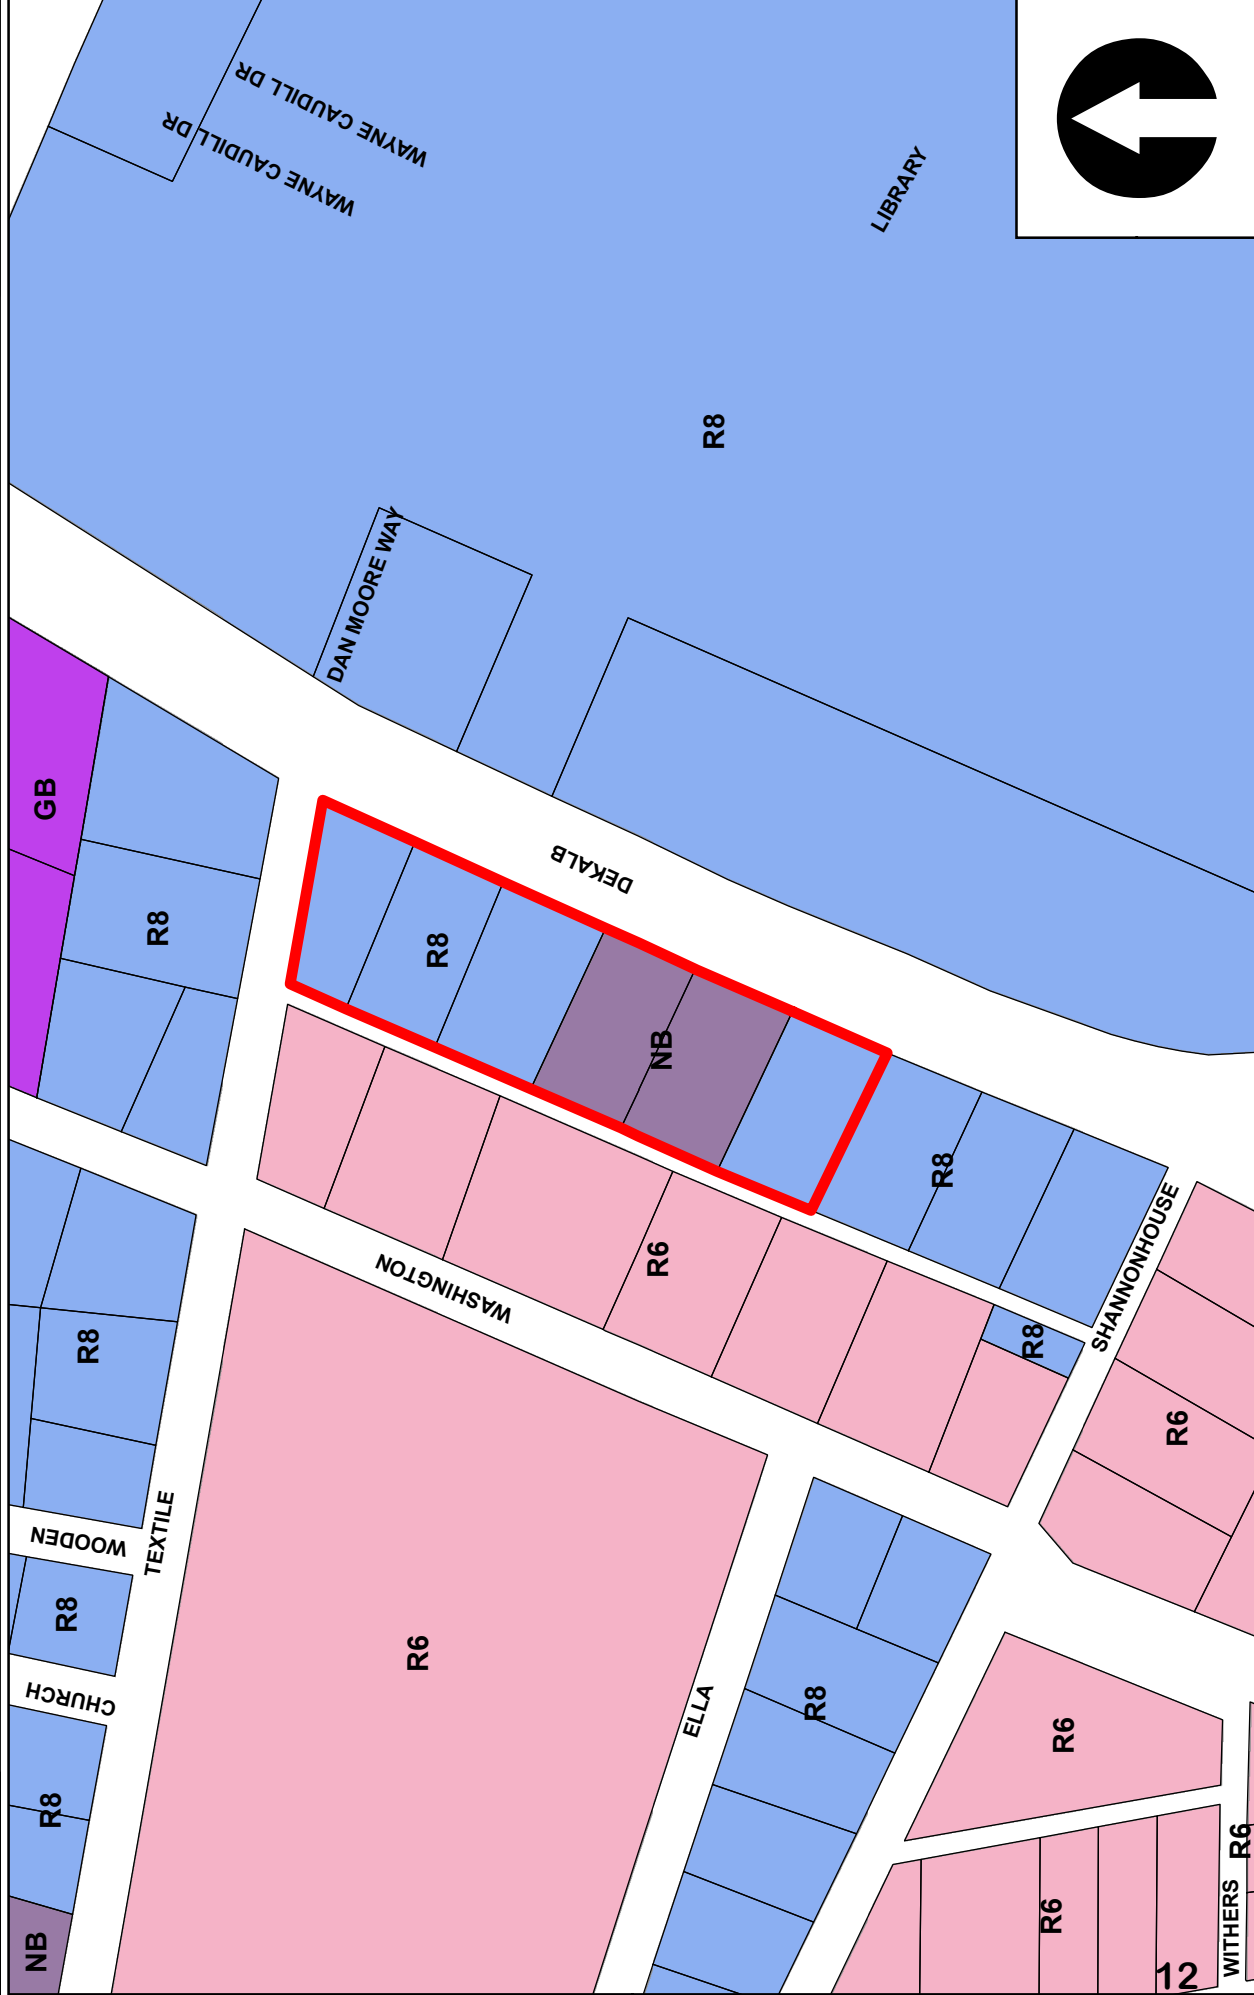 WAYNE CAUDILL DR
WAYNE CAUDILL DR
LIBRARY
R8
DAN MOORE WAY
GB
R8
DEKALB
R8
NB
R8
R6
WASHINGTON
SHANNONHOUSE
R8
R8
R6
WOODEN
TEXTILE
R8
R6
CHURCH
ELLA
R8
R6
R8
R6
R6
WITHERS
NB
12